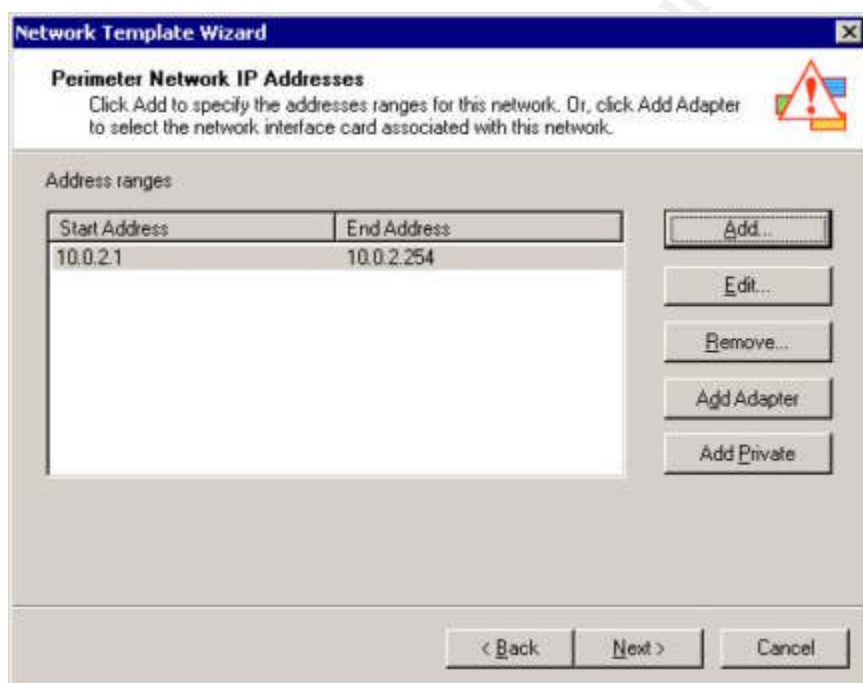 Network Template Wizard
Perimeter Network IP Addresses
Click Add to specify the addresses ranges for this network. Or, click Add Adapter
to select the network interface card associated with this network.
Address ranges
Start Address End Address
10.0.2.1 10.0.2.254
Add...
Edit...
Remove...
Add Adapter
Add Private
< Back Next > Cancel